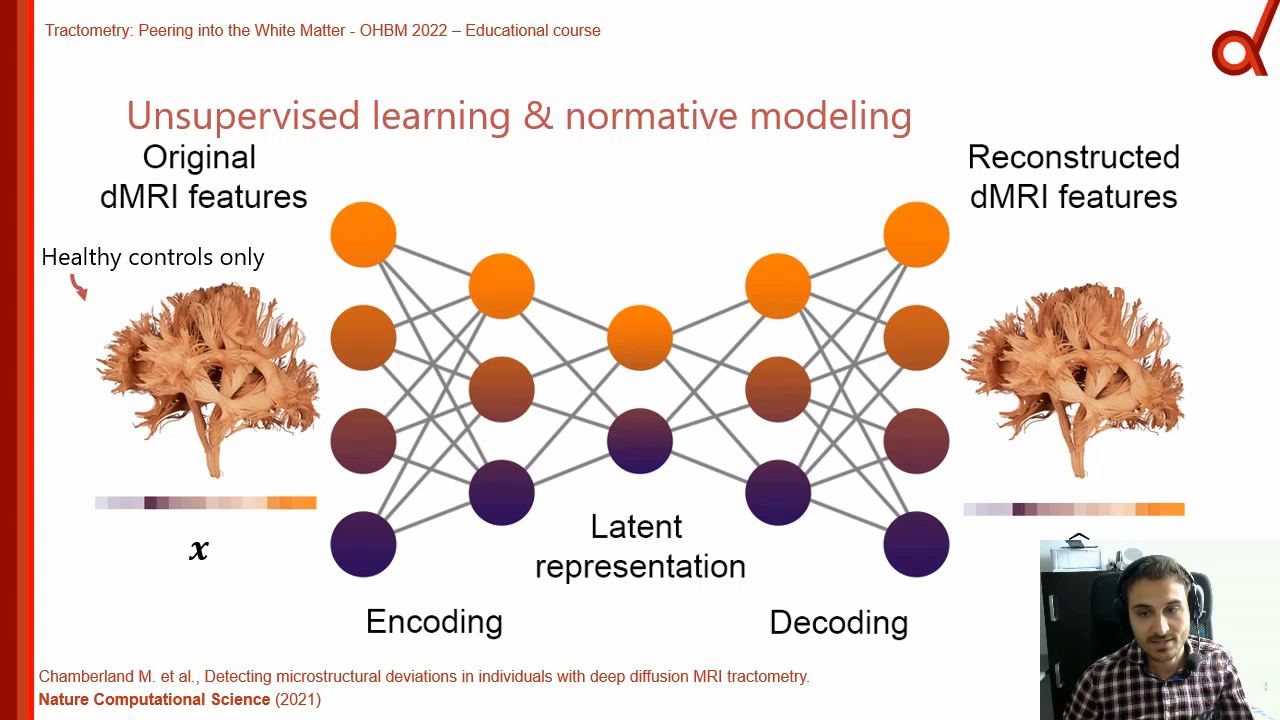 Tractometry: Peering into the White Matter - OHBM 2022 – Educational course
Unsupervised learning & normative modeling
Original
dMRI features
Reconstructed
dMRI features
Healthy controls only
x
Latent
representation
Encoding
Decoding
Chamberland M. et al., Detecting microstructural deviations in individuals with deep diffusion MRI tractometry.
Nature Computational Science (2021)